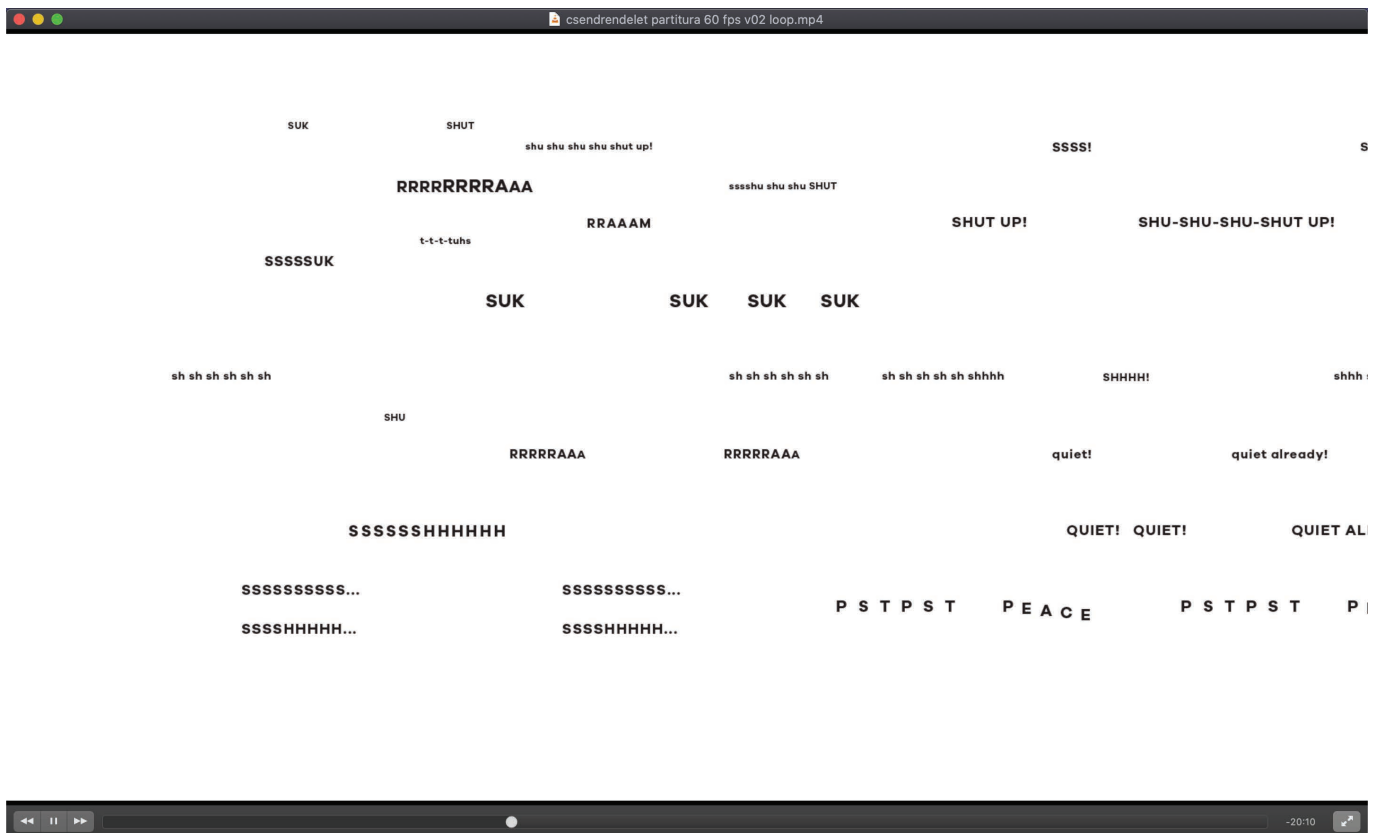 csendrendelet partitura 60 fps v02 loop.mp4
SUK SHUT
shu shu shu shu shut up! SSSS! S
RRRRRRRRAAA sssshu shu shu SHUT
RRAAAM SHUT UP! SHU-SHU-SHU-SHUT UP!
t-t-t-tuhs
SSSSSUK
SUK SUK SUK SUK
sh sh sh sh sh sh sh sh sh sh sh sh sh sh sh sh sh shhhh SHHHH! shhh
SHU
RRRRRAAA RRRRRAAA quiet! quiet already!
SSSSSSHHHHHH QUIET! QUIET! QUIET AL
SSSSSSSSSS... SSSSSSSSSS...
P S T P S T P E A C E P S T P S T P
SSSSHHHHH... SSSSHHHHH...
-20:10